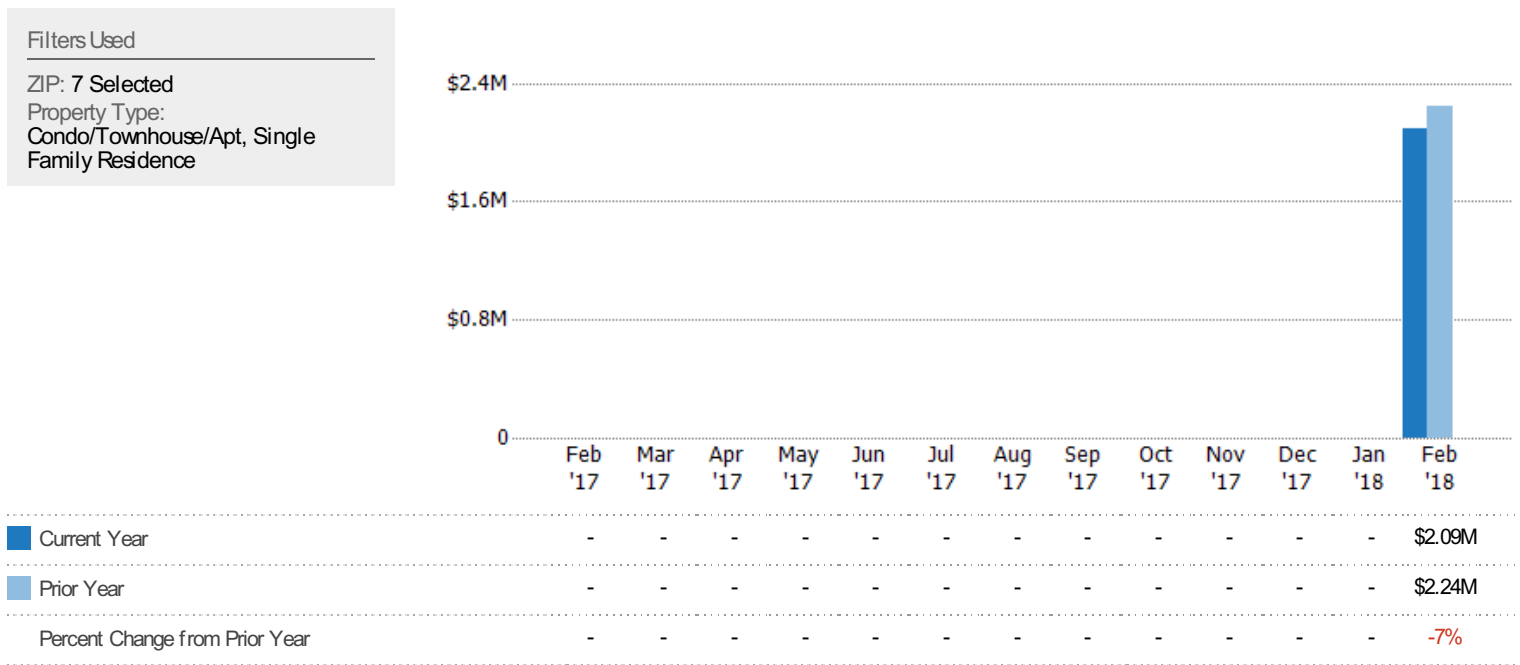 Filters Used
ZIP: 7 Selected
Property Type:
Condo/Townhouse/Apt, Single
Family Residence
$2.4M
$1.6M
$0.8M
0
Feb Mar Apr May Jun Jul Aug Sep Oct Nov Dec Jan Feb
'17 '17 '17 '17 '17 '17 '17 '17 '17 '17 '17 '18 '18
Current Year - - - - - - - - - - - - $2.09M
Prior Year - - - - - - - - - - - - $2.24M
Percent Change from Prior Year - - - - - - - - - - - - -7%